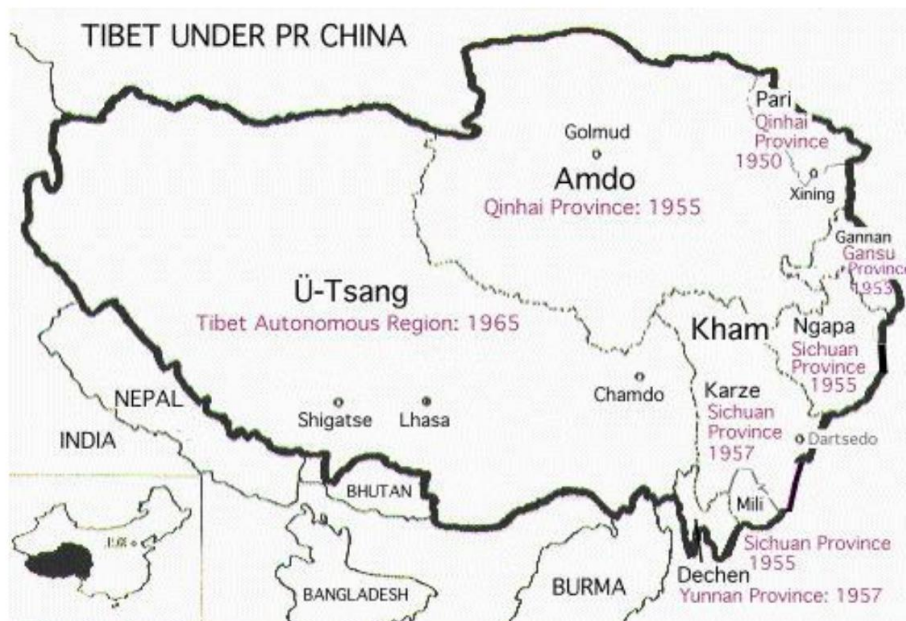 TIBET UNDER PR CHINA
Pari
Qinhai
Province
1950
Golmud
Amdo
Qinhai Province: 1955
Xining
Gannan
Gansu
Province
1953
Ü-Tsang
Tibet Autonomous Region: 1965
Kham
Ngapa
Sichuan
Province
1955
Chamdo
Karze
Sichuan
Province
1957
Shigatse
Lhasa
Dartsedo
NEPAL
INDIA
BHUTAN
Mili
Sichuan Province
1955
Dechen
Yunnan Province: 1957
BANGLADESH
BURMA